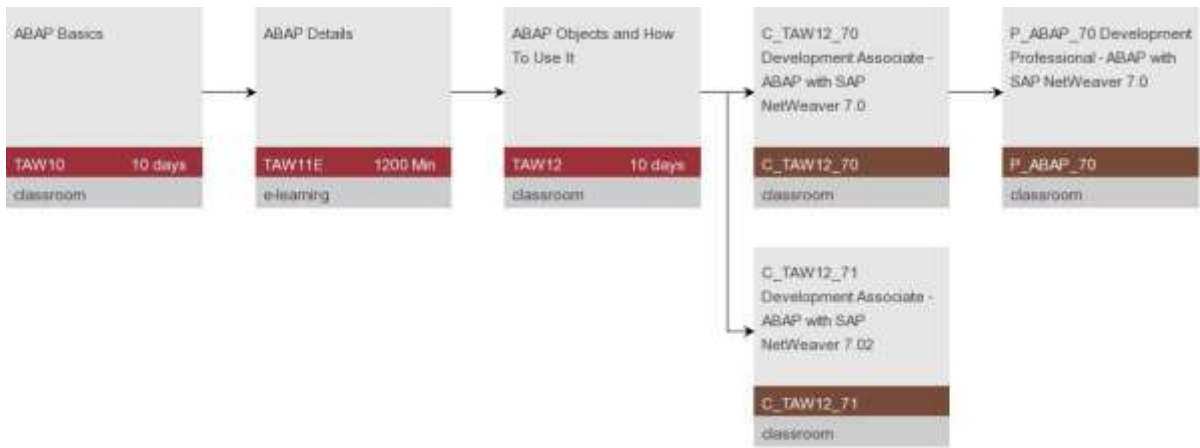 ABAP Basics
TAW10 10 days
classroom
ABAP Details
TAW11E 1200 Min
e-learning
ABAP Objects and How
To Use It
TAW12 10 days
classroom
C_TAW12_70
Development Associate -
ABAP with SAP
NetWeaver 7.0
C_TAW12_70
classroom
P_ABAP_70 Development
Professional - ABAP with
SAP NetWeaver 7.0
P_ABAP_70
classroom
C_TAW12_71
Development Associate -
ABAP with SAP
NetWeaver 7.02
C_TAW12_71
classroom